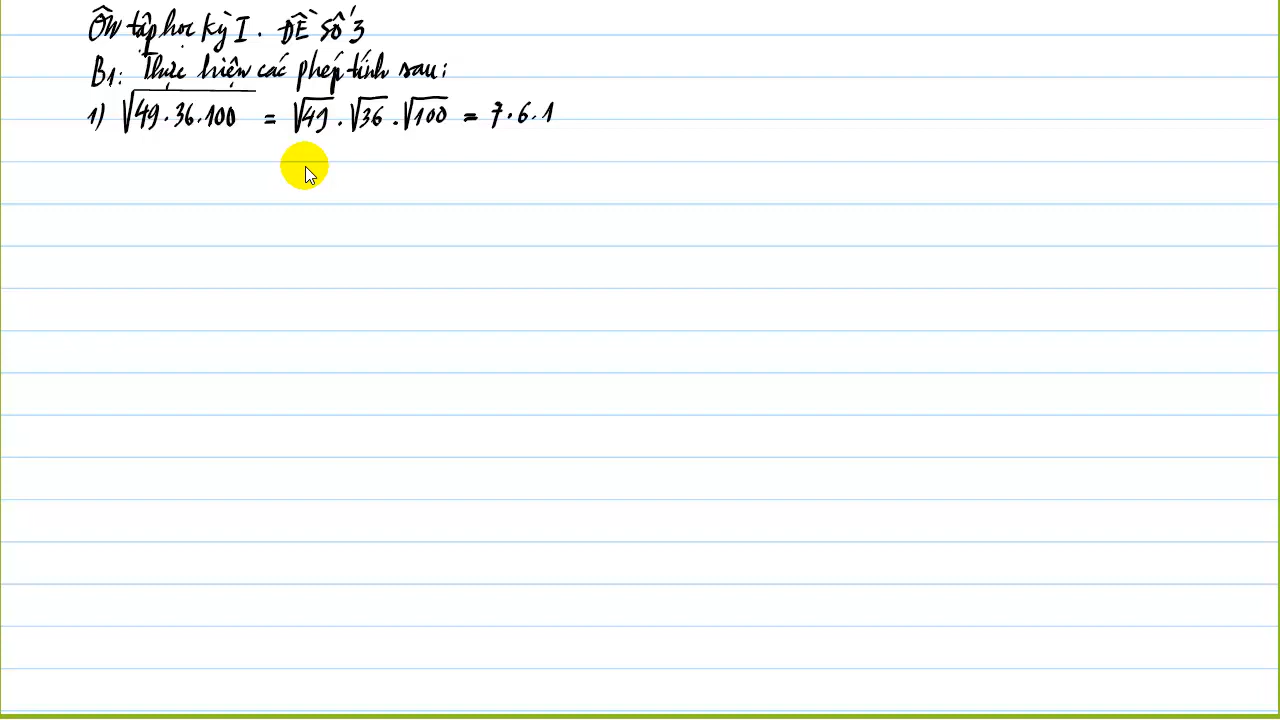 Ôn tập học kỳ I. ĐỀ SỐ 3
B1: Thực hiện các phép tính sau:
1) √49.36.100 = √49 . √36 . √100 = 7.6.1